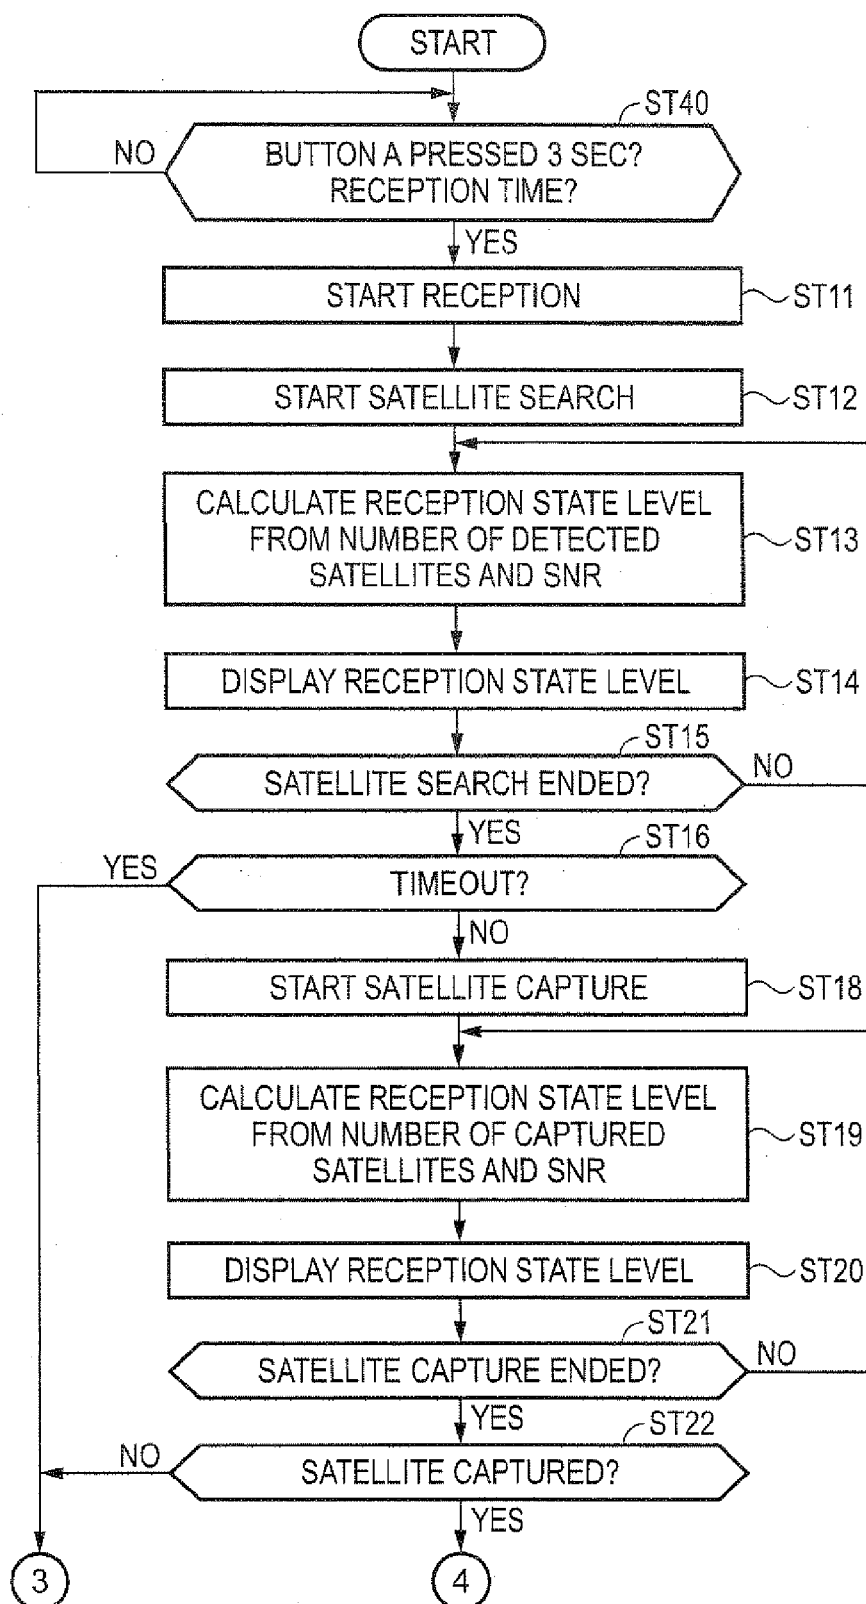 START
ST40
NO
BUTTON A PRESSED 3 SEC?
RECEPTION TIME?
YES
START RECEPTION
ST11
START SATELLITE SEARCH
ST12
CALCULATE RECEPTION STATE LEVEL
FROM NUMBER OF DETECTED
SATELLITES AND SNR
ST13
DISPLAY RECEPTION STATE LEVEL
ST14
ST15
SATELLITE SEARCH ENDED?
NO
YES
ST16
YES
TIMEOUT?
NO
START SATELLITE CAPTURE
ST18
CALCULATE RECEPTION STATE LEVEL
FROM NUMBER OF CAPTURED
SATELLITES AND SNR
ST19
DISPLAY RECEPTION STATE LEVEL
ST20
ST21
SATELLITE CAPTURE ENDED?
NO
YES
ST22
NO
SATELLITE CAPTURED?
YES
3
4